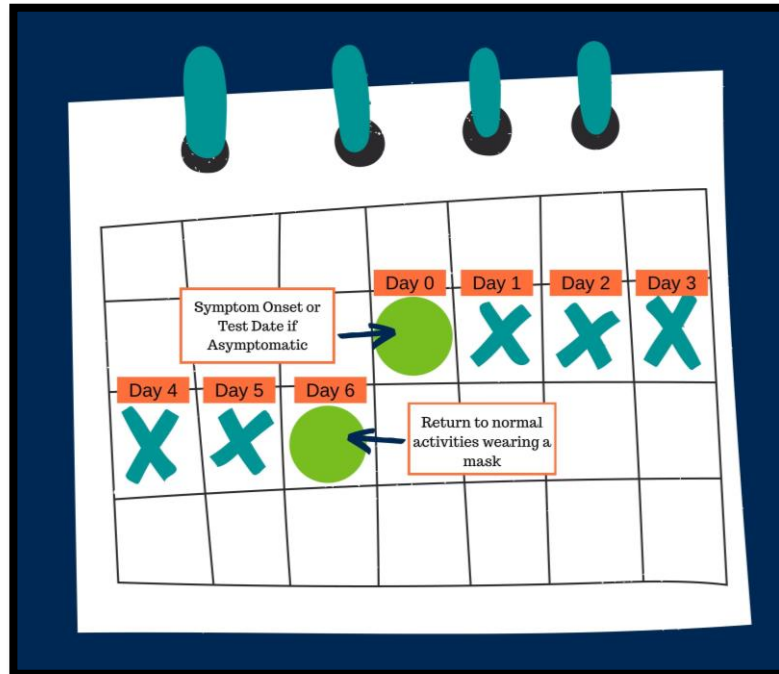 Day 0
Day 1
Day 2
Day 3
Symptom Onset or
Test Date if
Asymptomatic
Day 4
Day 5
Day 6
Return to normal
activities wearing a
mask